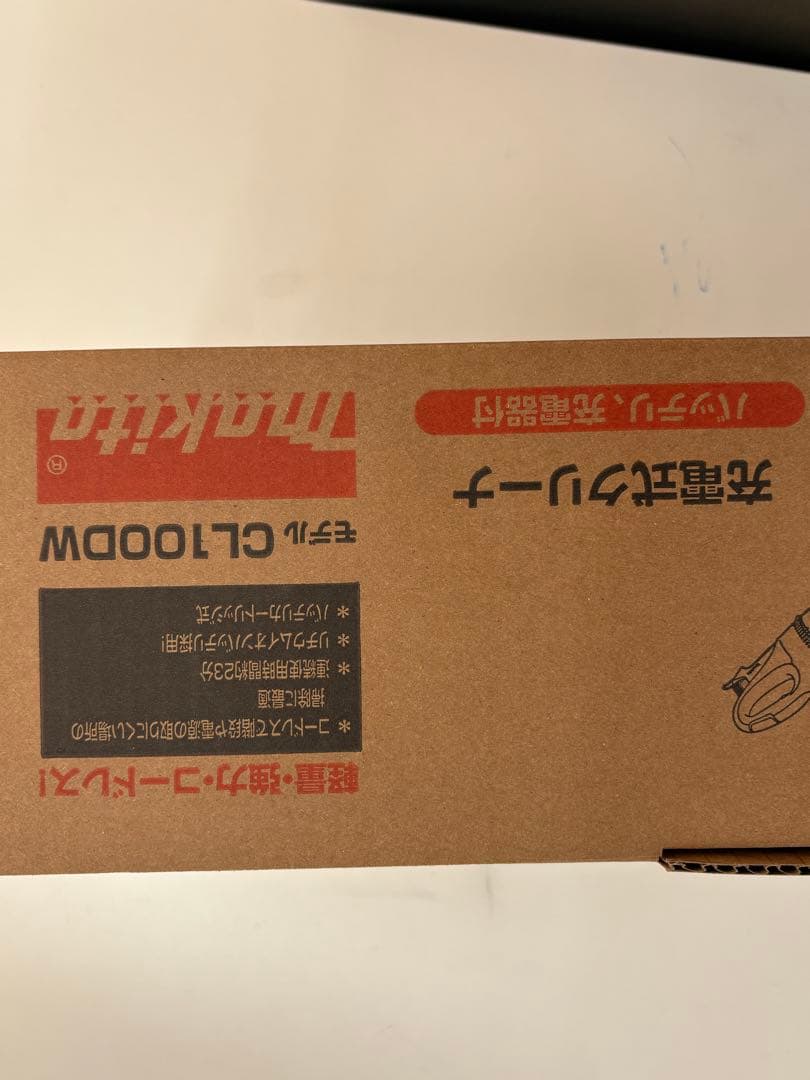 軽量・強力・コードレス!
* コードレスで階段や電源の取りにくい場所の
掃除に最適
* 連続使用時間約23分
* リチウムイオンバッテリ採用!
* バッテリカートリッジ式
モデル CL100DW
makita®
充電式クリーナ
バッテリ、充電器付